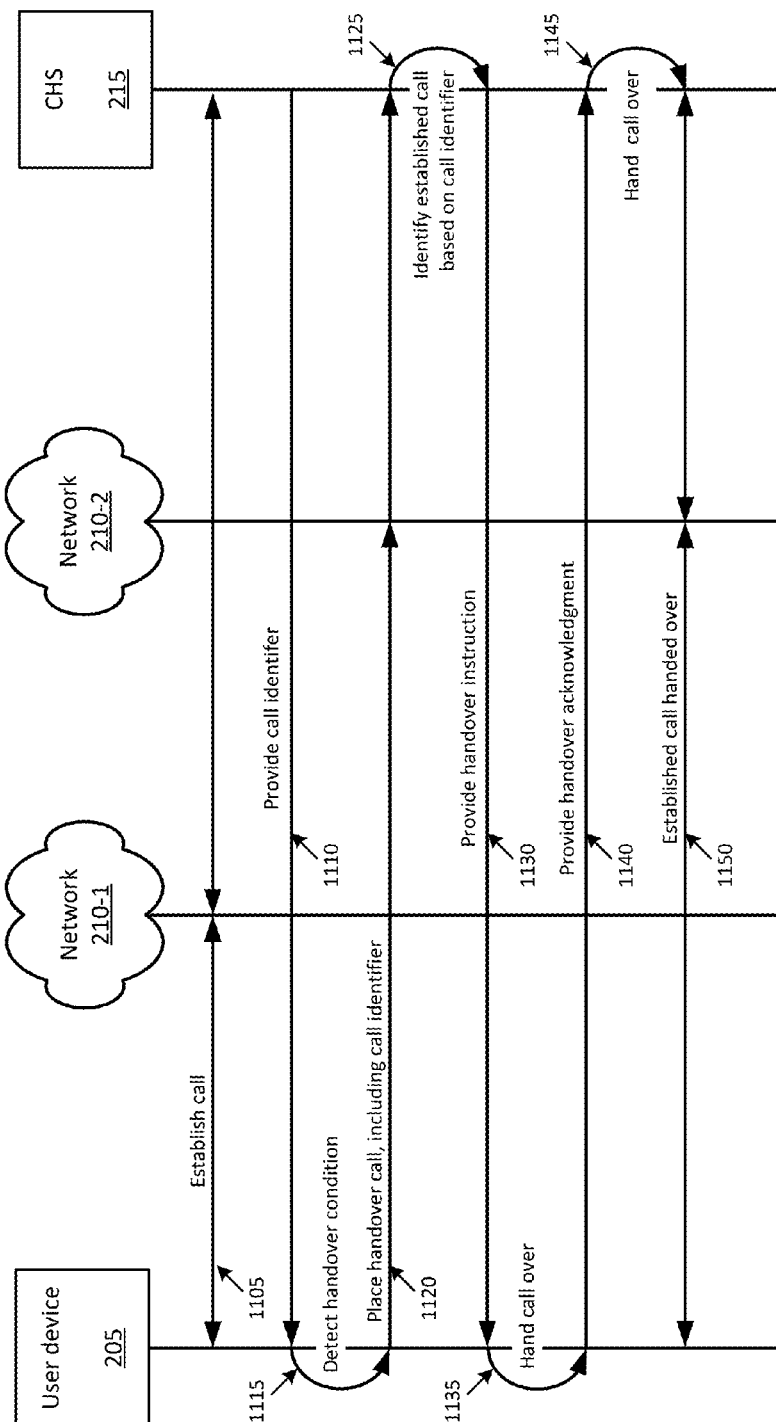 User device
205
Network
210-1
Network
210-2
CHS
215
Establish call
1105
Provide call identifer
1110
1115
Detect handover condition
Place handover call, including call identifier
1120
1125
Identify established call
based on call identifier
Provide handover instruction
1130
1135
Hand call over
Provide handover acknowledgment
1140
1145
Hand call over
Established call handed over
1150